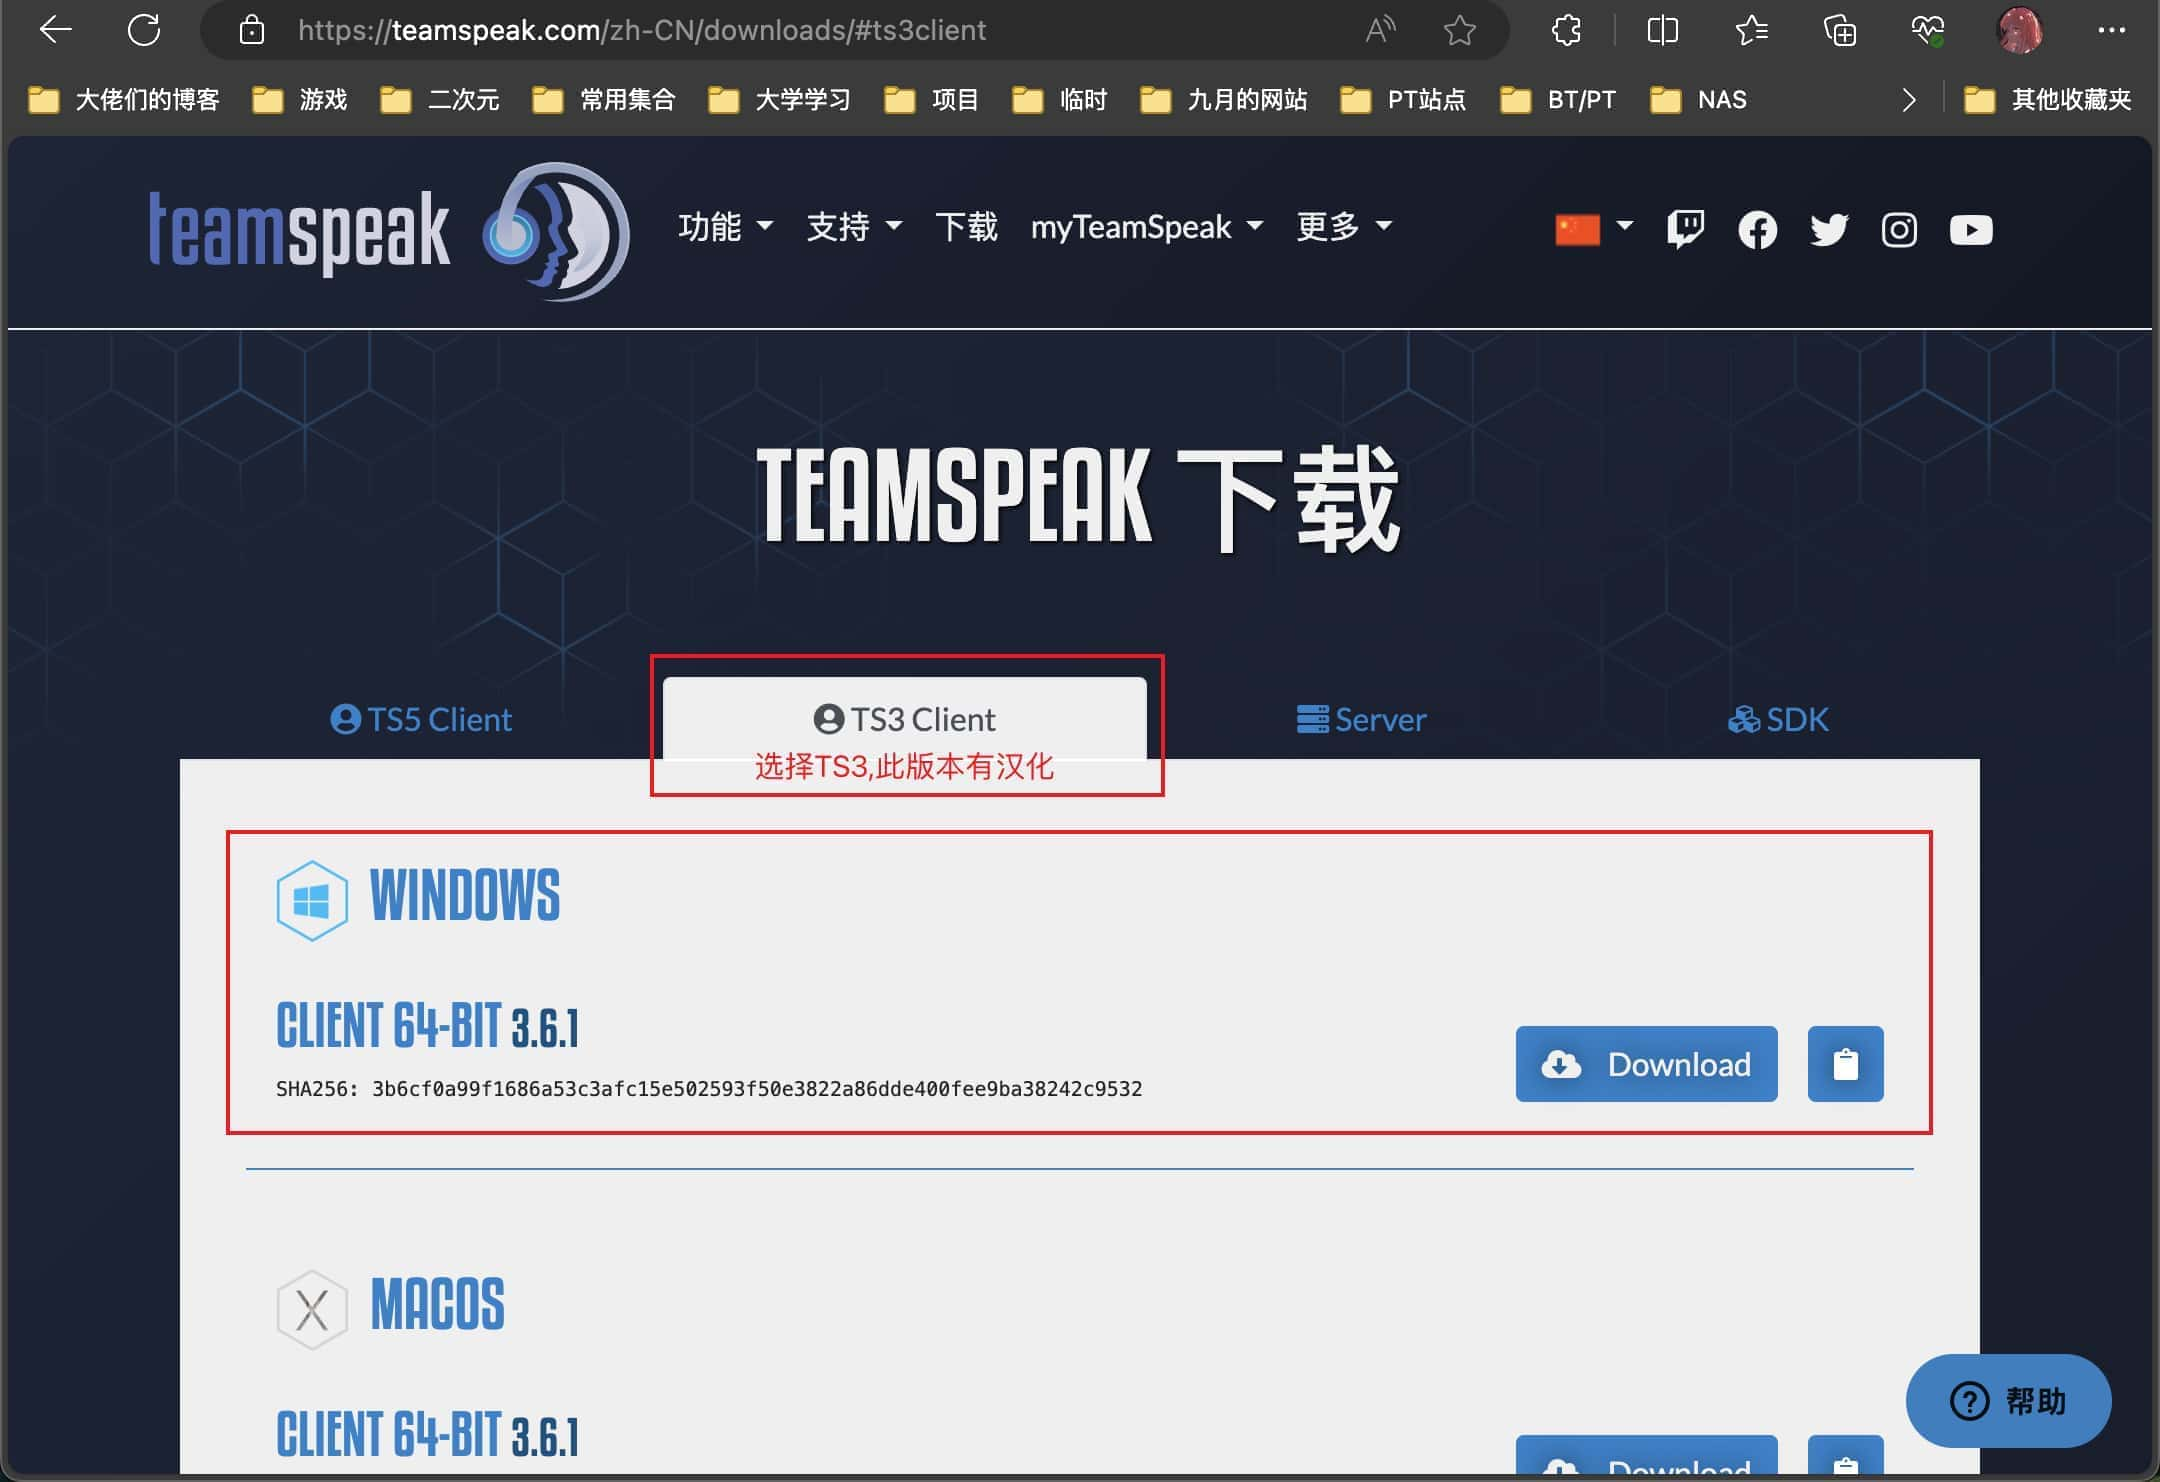 https://teamspeak.com/zh-CN/downloads/#ts3client
大佬们的博客 游戏 二次元 常用集合 大学学习 项目 临时 九月的网站 PT站点 BT/PT NAS 其他收藏夹
teamspeak 功能 支持 下载 myTeamSpeak 更多
TEAMSPEAK 下载
TS5 Client TS3 Client Server SDK
选择TS3,此版本有汉化
WINDOWS
CLIENT 64-BIT 3.6.1
Download
SHA256: 3b6cf0a99f1686a53c3afc15e502593f50e3822a86dde400fee9ba38242c9532
MACOS
帮助
CLIENT 64-BIT 3.6.1
Download